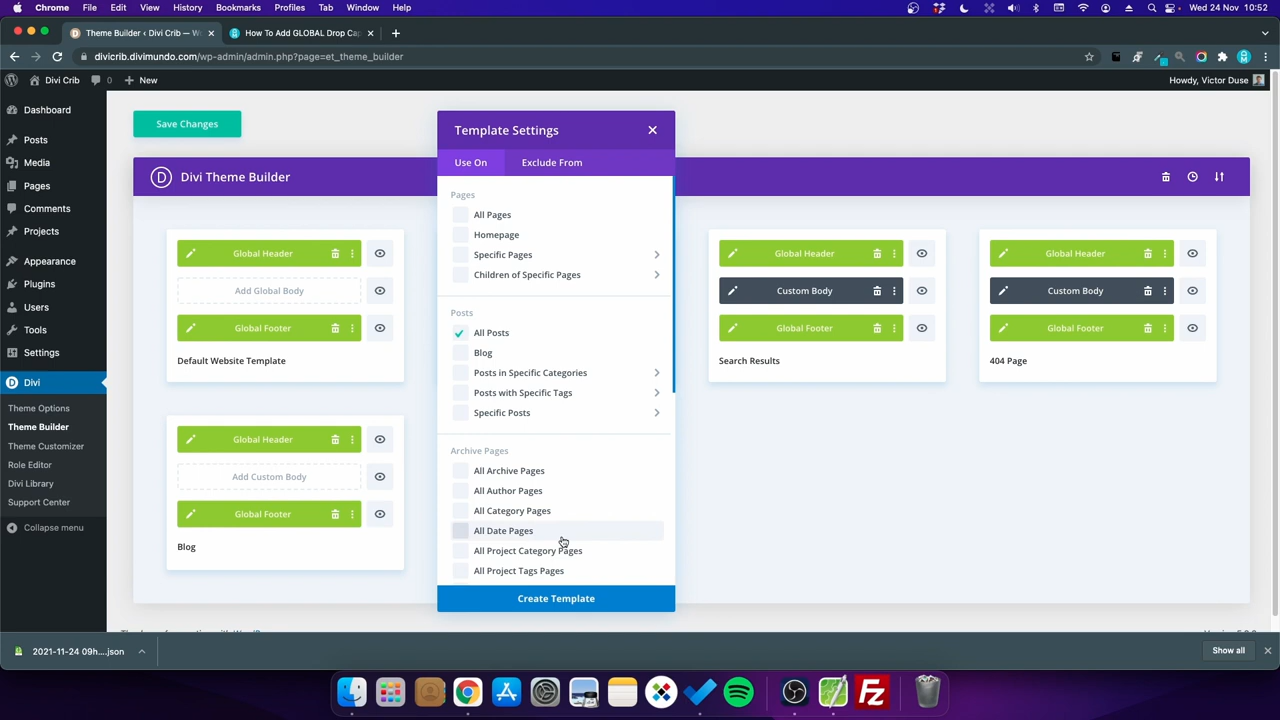 Chrome File Edit View History Bookmarks Profiles Tab Window Help
Wed 24 Nov 10:52
Theme Builder ‹ Divi Crib — W
How To Add GLOBAL Drop Cap
divicrib.divimundo.com/wp-admin/admin.php?page=et_theme_builder
Divi Crib 0 New
Howdy, Victor Duse
Dashboard
Posts
Media
Pages
Comments
Projects
Appearance
Plugins
Users
Tools
Settings
Divi
Theme Options
Theme Builder
Theme Customizer
Role Editor
Divi Library
Support Center
Collapse menu
Save Changes
Divi Theme Builder
Global Header
Add Global Body
Global Footer
Default Website Template
Global Header
Add Custom Body
Global Footer
Blog
Template Settings
Use On Exclude From
Pages
All Pages
Homepage
Specific Pages
Children of Specific Pages
Posts
All Posts
Blog
Posts in Specific Categories
Posts with Specific Tags
Specific Posts
Archive Pages
All Archive Pages
All Author Pages
All Category Pages
All Date Pages
All Project Category Pages
All Project Tags Pages
Create Template
Global Header
Custom Body
Global Footer
Search Results
Global Header
Custom Body
Global Footer
404 Page
2021-11-24 09h....json
Show all